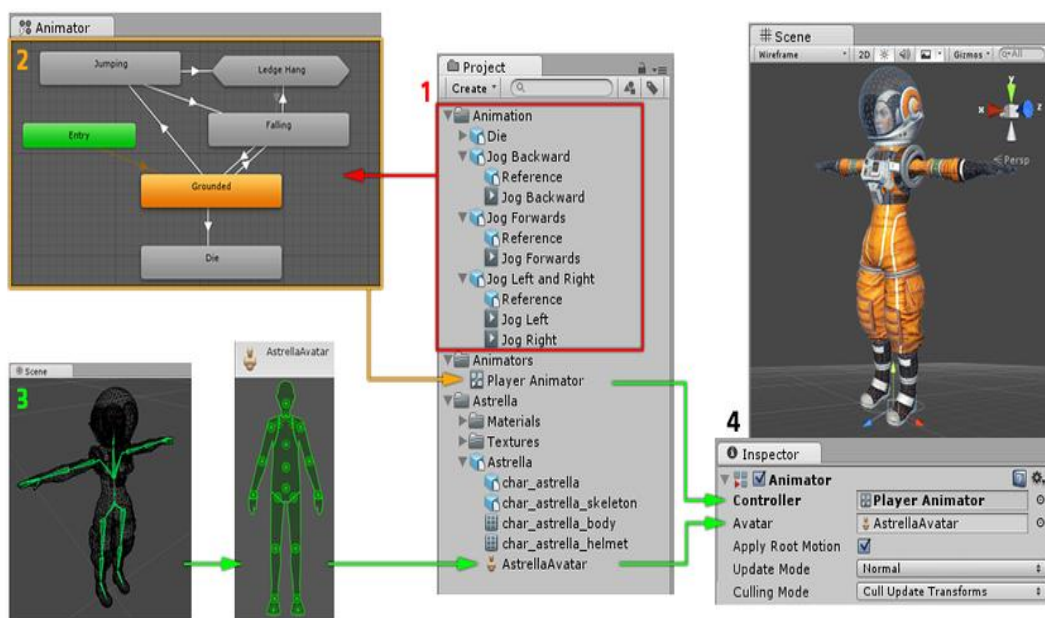 Animator
2
Jumping
Ledge Hang
Falling
Entry
Grounded
Die
1
Project
Create
Animation
Die
Jog Backward
Reference
Jog Backward
Jog Forwards
Reference
Jog Forwards
Jog Left and Right
Reference
Jog Left
Jog Right
Animators
Player Animator
Astrella
Materials
Textures
Astrella
char_astrella
char_astrella_skeleton
char_astrella_body
char_astrella_helmet
AstrellaAvatar
Scene
Wireframe
2D
Gizmos
All
y
x
z
Persp
Scene
3
AstrellaAvatar
4
Inspector
Animator
Controller
Player Animator
Avatar
AstrellaAvatar
Apply Root Motion
Update Mode
Normal
Culling Mode
Cull Update Transforms